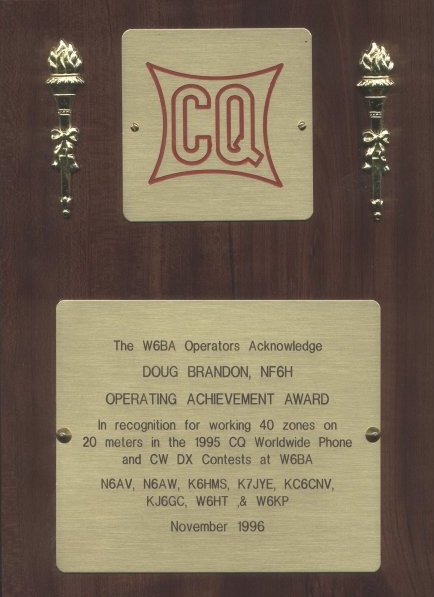 CQ
The W6BA Operators Acknowledge
DOUG BRANDON, NF6H
OPERATING ACHIEVEMENT AWARD
In recognition for working 40 zones on
20 meters in the 1995 CQ Worldwide Phone
and CW DX Contests at W6BA
N6AV, N6AW, K6HMS, K7JYE, KC6CNV,
KJ6GC, W6HT ,& W6KP
November 1996